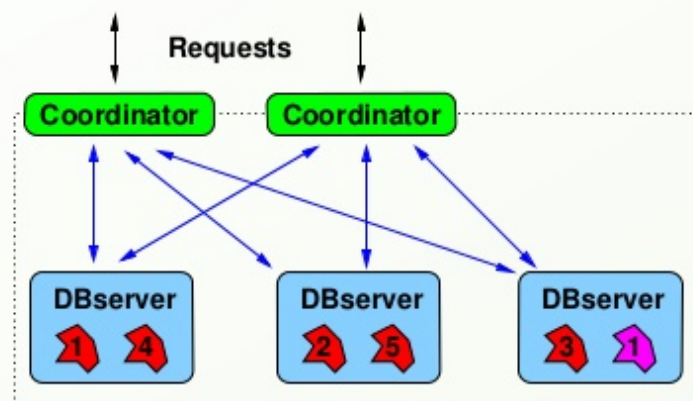 Requests
Coordinator Coordinator
DBserver DBserver DBserver
1 4 2 5 3 1